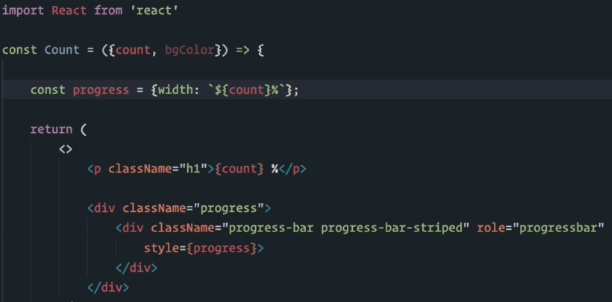 import React from 'react'
const Count = ({count, bgColor}) => {
const progress = {width: `${count}%`};
return (
<>
<p className="h1">{count} %</p>
<div className="progress">
<div className="progress-bar progress-bar-striped" role="progressbar"
style={progress}>
</div>
</div>